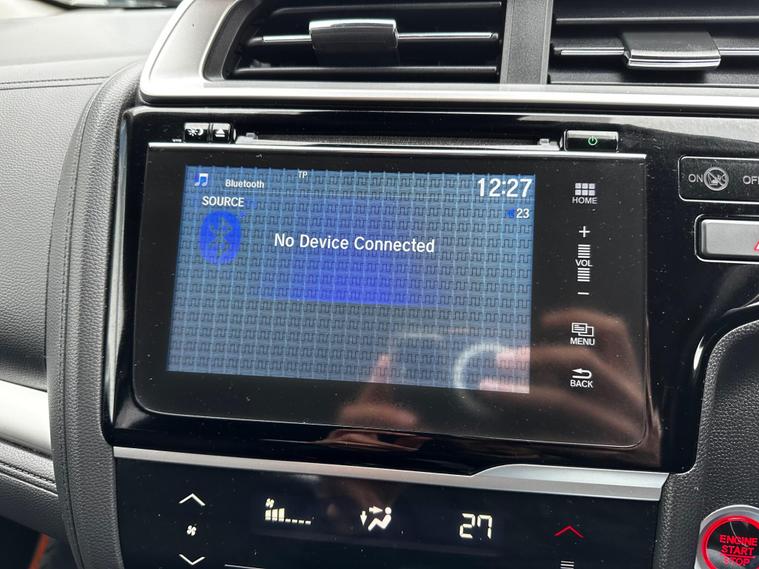 TP
Bluetooth
12:27
SOURCE
23
No Device Connected
HOME
+
VOL
−
MENU
BACK
ON
OFF
27
ENGINE
START
STOP